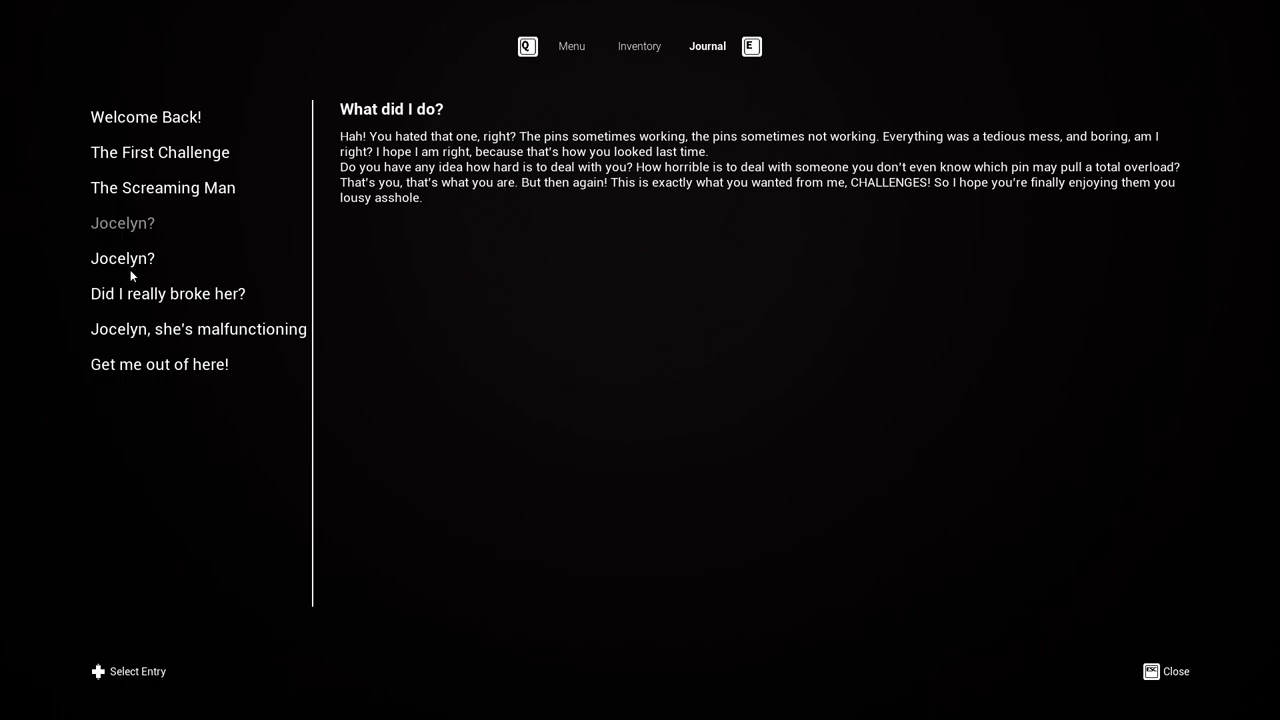 Q Menu Inventory Journal E
Welcome Back!
The First Challenge
The Screaming Man
Jocelyn?
Jocelyn?
Did I really broke her?
Jocelyn, she's malfunctioning
Get me out of here!
What did I do?
Hah! You hated that one, right? The pins sometimes working, the pins sometimes not working. Everything was a tedious mess, and boring, am I
right? I hope I am right, because that's how you looked last time.
Do you have any idea how hard is to deal with you? How horrible is to deal with someone you don't even know which pin may pull a total overload?
That's you, that's what you are. But then again! This is exactly what you wanted from me, CHALLENGES! So I hope you're finally enjoying them you
lousy asshole.
Select Entry
ESC Close